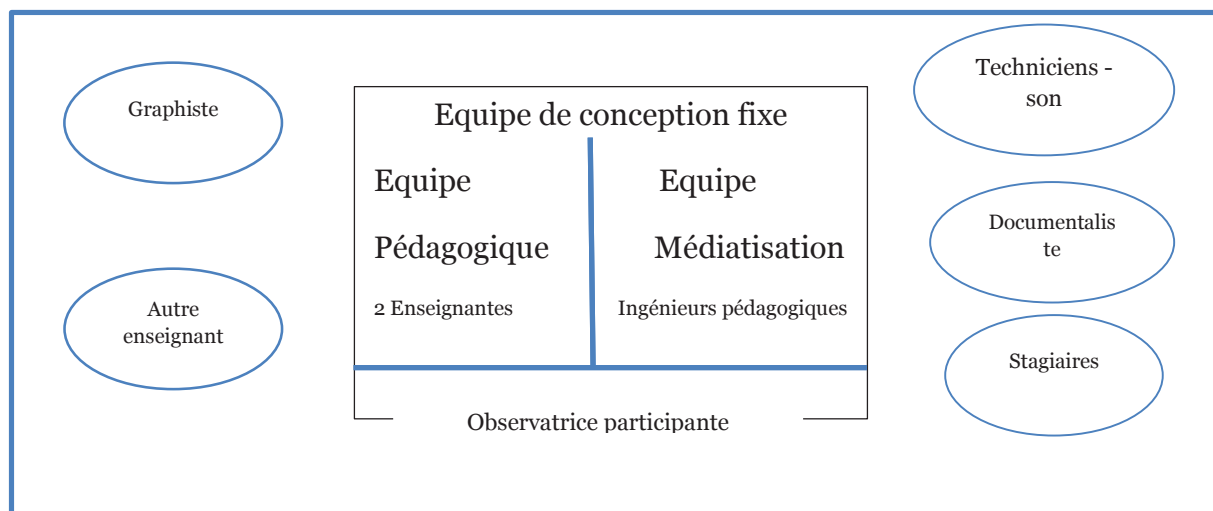 Graphiste
Autre
enseignant
Equipe de conception fixe
Equipe
Pédagogique
2 Enseignantes
Equipe
Médiatisation
Ingénieurs pédagogiques
Observatrice participante
Techniciens -
son
Documentalis
te
Stagiaires